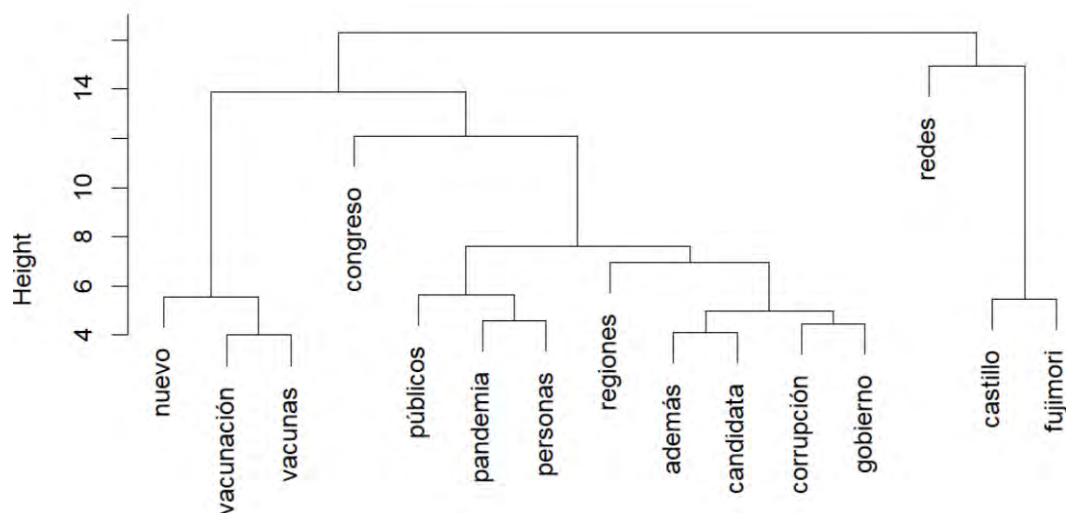 Height
14
10
8
6
4
nuevo
vacunación
vacunas
congreso
públicos
pandemia
personas
regiones
además
candidata
corrupción
gobierno
redes
castillo
fujimori